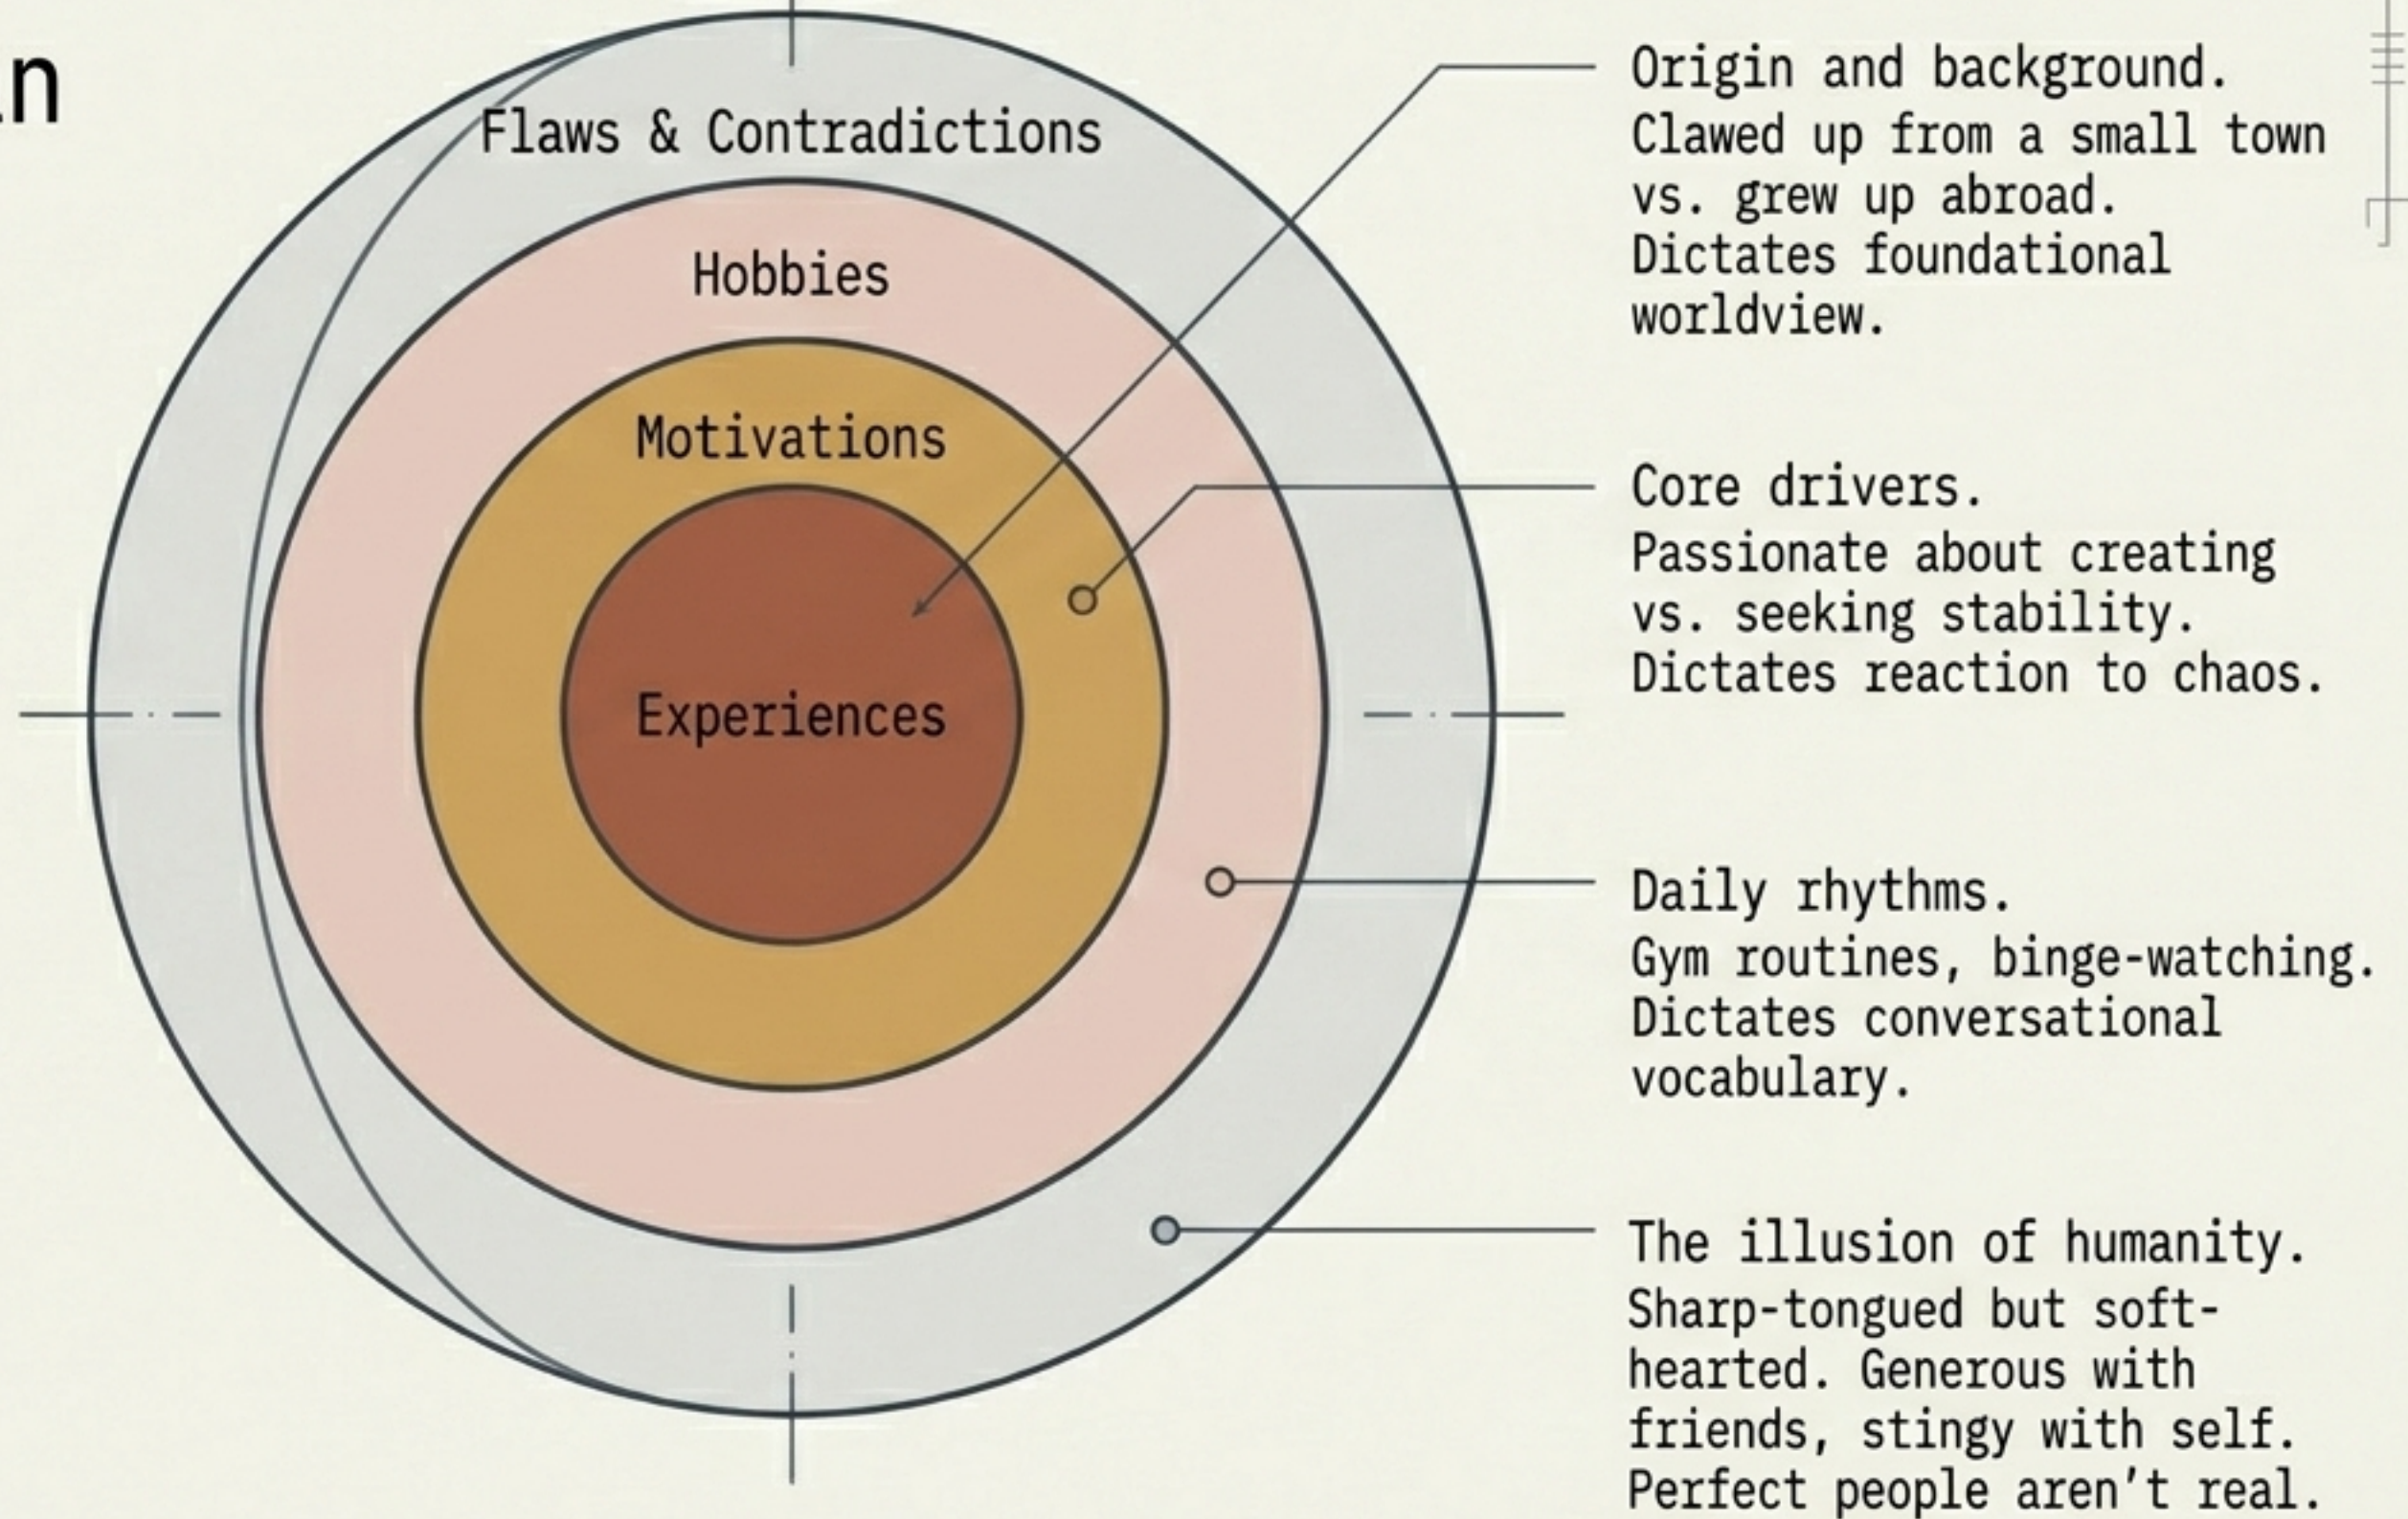 Flaws & Contradictions
Hobbies
Motivations
Experiences
Origin and background.
Clawed up from a small town
vs. grew up abroad.
Dictates foundational
worldview.
Core drivers.
Passionate about creating
vs. seeking stability.
Dictates reaction to chaos.
Daily rhythms.
Gym routines, binge-watching.
Dictates conversational
vocabulary.
The illusion of humanity.
Sharp-tongued but soft-
hearted. Generous with
friends, stingy with self.
Perfect people aren't real.